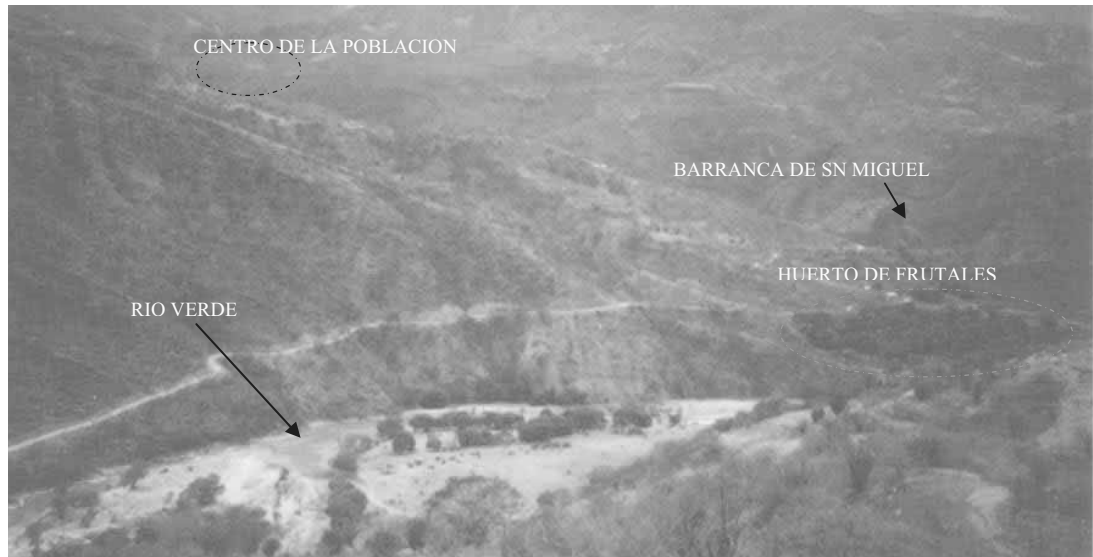 CENTRO DE LA POBLACION
BARRANCA DE SN MIGUEL
HUERTO DE FRUTALES
RIO VERDE